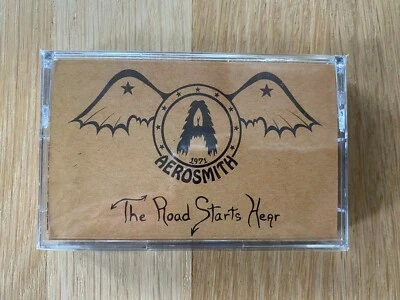 A
1971
AEROSMITH
The Road Starts Hear